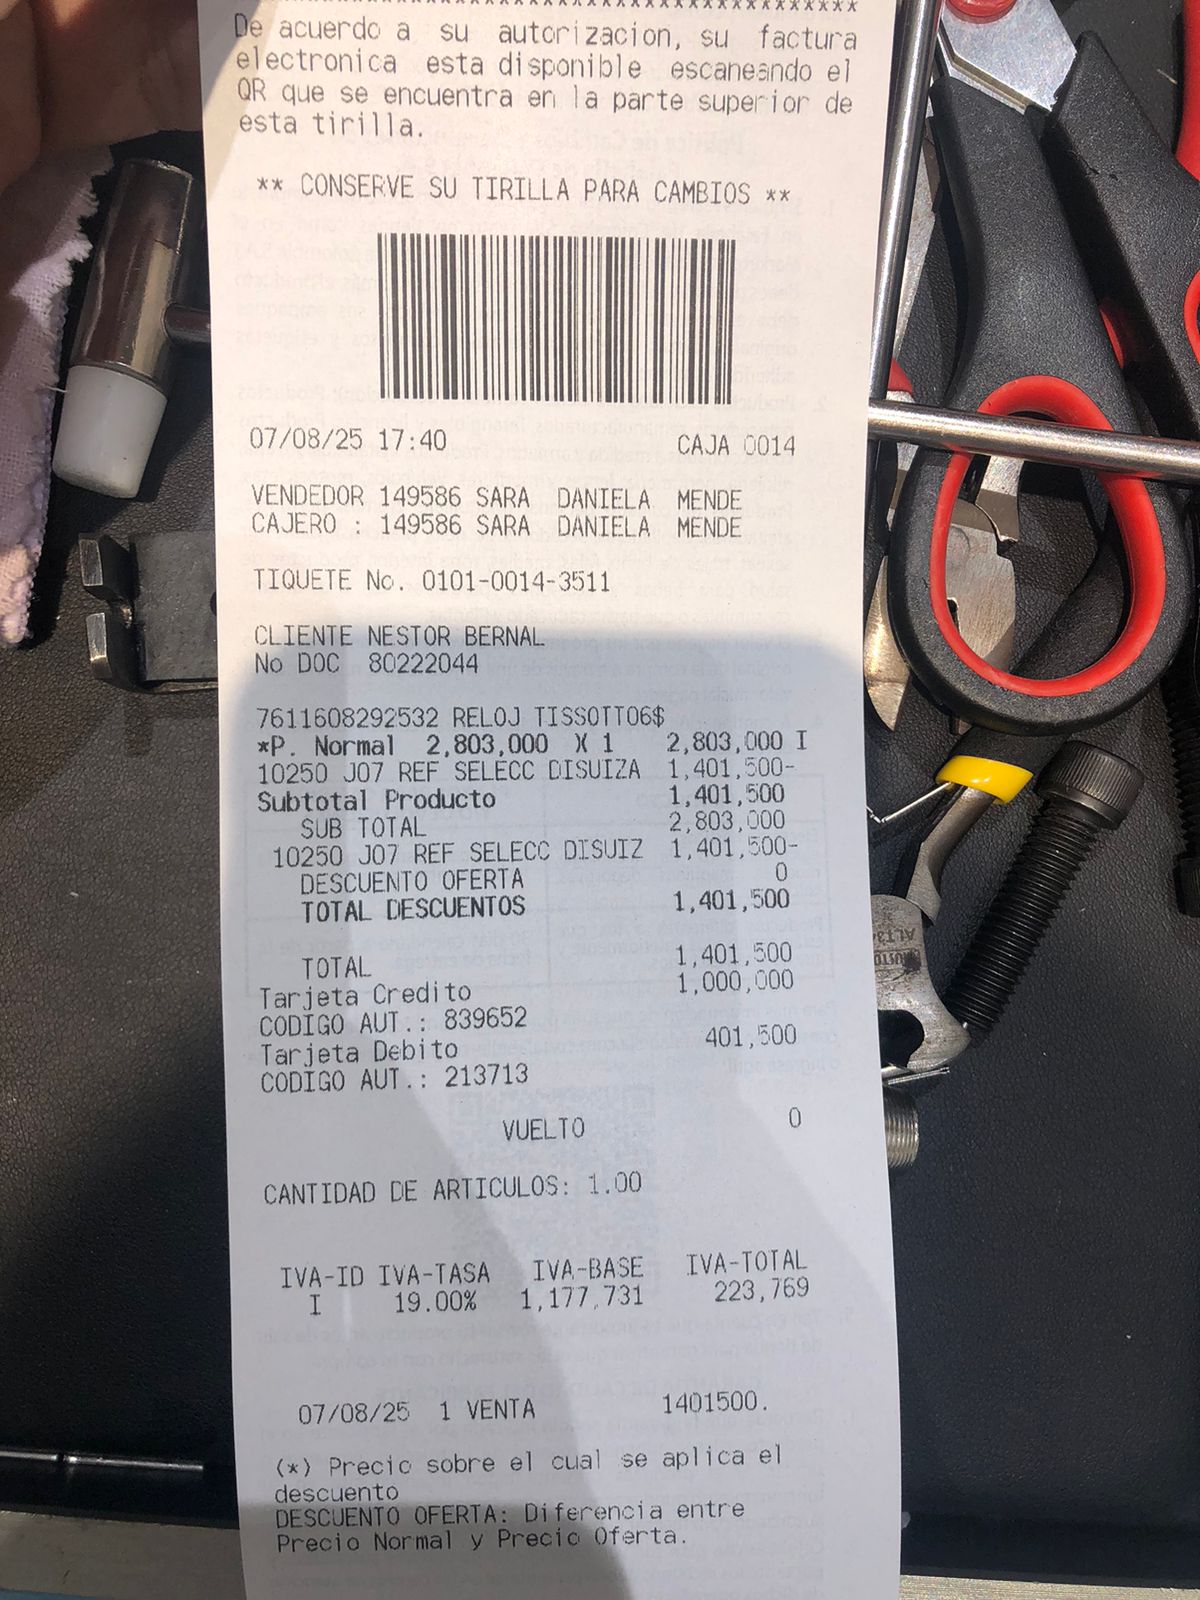 ****************************************
De acuerdo a su autorizacion, su factura
electronica esta disponible escaneando el
QR que se encuentra en la parte superior de
esta tirilla.
** CONSERVE SU TIRILLA PARA CAMBIOS **
07/08/25 17:40 CAJA 0014
VENDEDOR 149586 SARA DANIELA MENDE
CAJERO : 149586 SARA DANIELA MENDE
TIQUETE No. 0101-0014-3511
CLIENTE NESTOR BERNAL
No DOC 80222044
7611608292532 RELOJ TISSOTTO6$
*P. Normal 2,803,000 X 1 2,803,000 I
10250 J07 REF SELECC DISUIZA 1,401,500-
Subtotal Producto 1,401,500
SUB TOTAL 2,803,000
10250 J07 REF SELECC DISUIZ 1,401,500-
DESCUENTO OFERTA 0
TOTAL DESCUENTOS 1,401,500
TOTAL 1,401,500
Tarjeta Credito 1,000,000
CODIGO AUT.: 839652
Tarjeta Debito 401,500
CODIGO AUT.: 213713
VUELTO 0
CANTIDAD DE ARTICULOS: 1.00
IVA-ID IVA-TASA IVA-BASE IVA-TOTAL
I 19.00% 1,177,731 223,769
07/08/25 1 VENTA 1401500.
(*) Precio sobre el cual se aplica el
descuento
DESCUENTO OFERTA: Diferencia entre
Precio Normal y Precio Oferta.